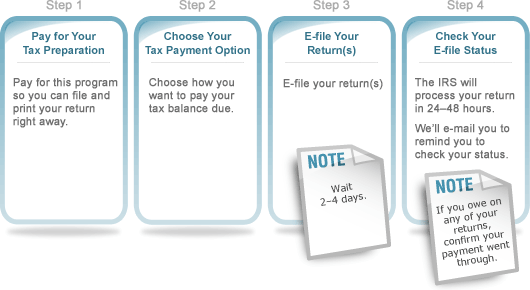 Step 1
Pay for Your
Tax Preparation
Pay for this program
so you can file and
print your return
right away.
Step 2
Choose Your
Tax Payment Option
Choose how you
want to pay your
tax balance due.
Step 3
E-file Your
Return(s)
E-file your return(s)
NOTE
Wait
2–4 days.
Step 4
Check Your
E-file Status
The IRS will
process your return
in 24–48 hours.
We'll e-mail you to
remind you to
check your status.
NOTE
If you owe on
any of your
returns,
confirm your
payment went
through.